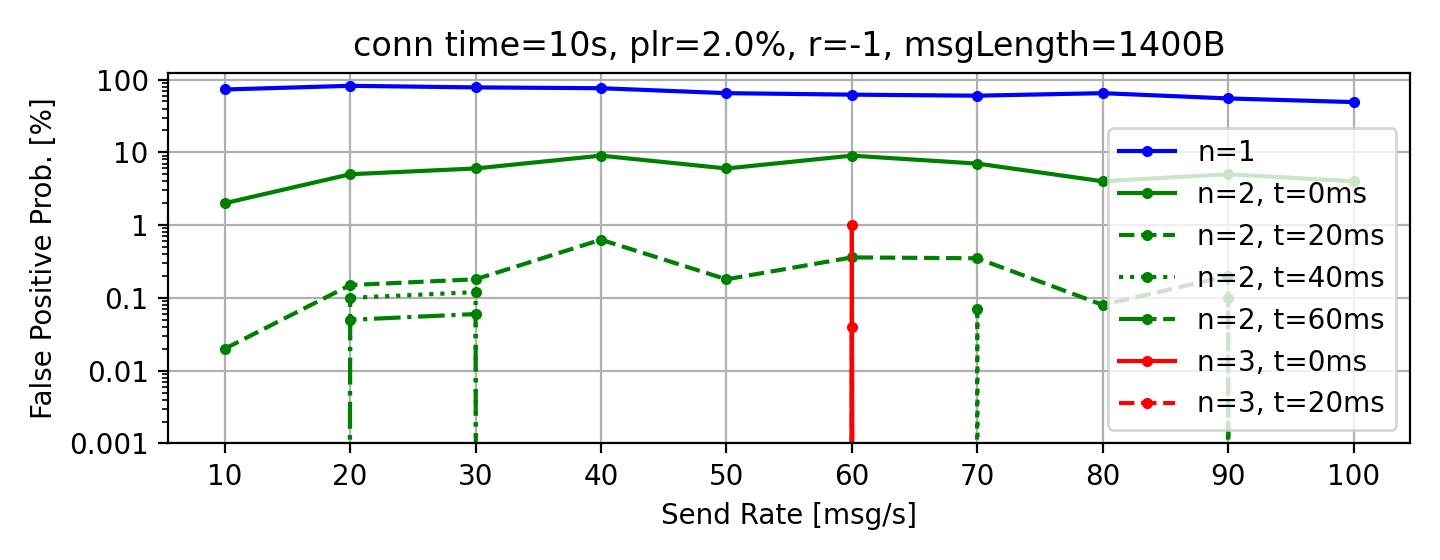 conn time=10s, plr=2.0%, r=-1, msgLength=1400B
False Positive Prob. [%]
100
10
1
0.1
0.01
0.001
n=1
n=2, t=0ms
n=2, t=20ms
n=2, t=40ms
n=2, t=60ms
n=3, t=0ms
n=3, t=20ms
10 20 30 40 50 60 70 80 90 100
Send Rate [msg/s]